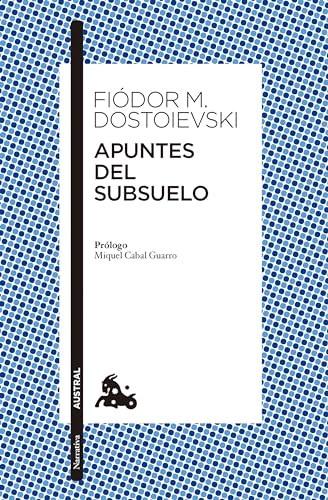 FIÓDOR M.
DOSTOIEVSKI
APUNTES
DEL
SUBSUELO
Prólogo
Miquel Cabal Guarro
AUSTRAL
Narrativa